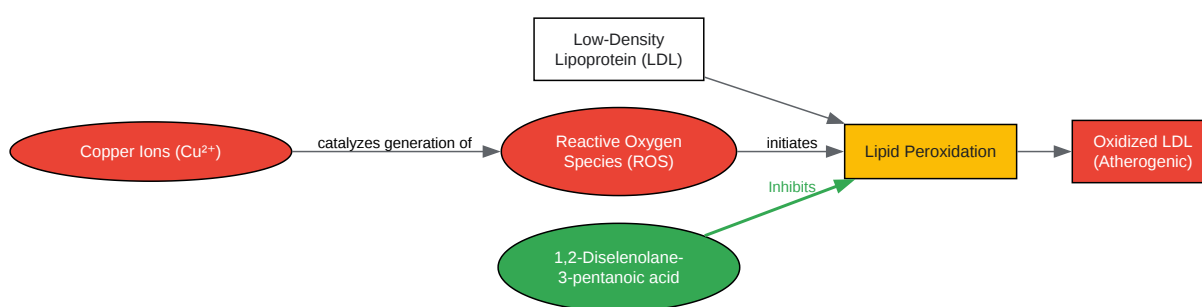 Low-Density
Lipoprotein (LDL)
Copper Ions (Cu²⁺)
catalyzes generation of
Reactive Oxygen
Species (ROS)
initiates
Lipid Peroxidation
Oxidized LDL
(Atherogenic)
Inhibits
1,2-Diselenolane-
3-pentanoic acid